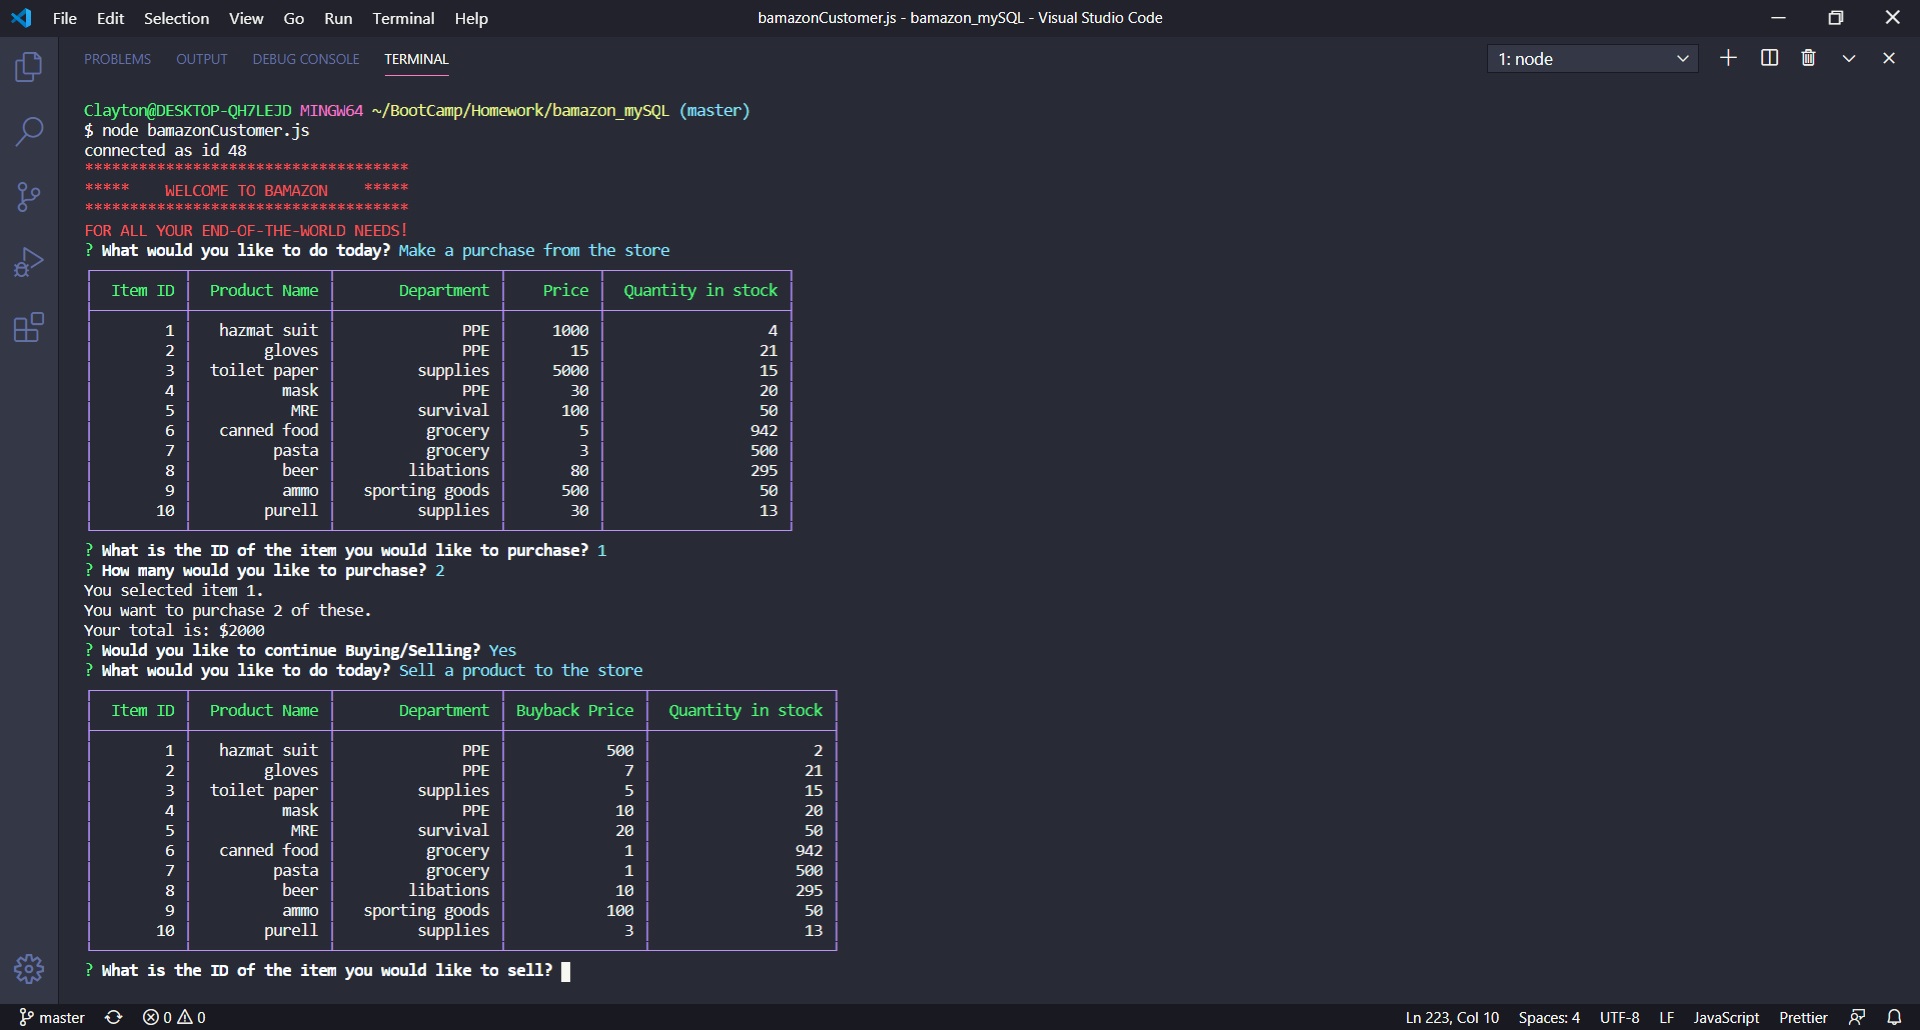 File Edit Selection View Go Run Terminal Help
bamazonCustomer.js - bamazon_mySQL - Visual Studio Code
PROBLEMS OUTPUT DEBUG CONSOLE TERMINAL
1: node
Clayton@DESKTOP-QH7LEJD MINGW64 ~/BootCamp/Homework/bamazon_mySQL (master)
$ node bamazonCustomer.js
connected as id 48
************************************
***** WELCOME TO BAMAZON *****
************************************
FOR ALL YOUR END-OF-THE-WORLD NEEDS!
? What would you like to do today? Make a purchase from the store
Item ID Product Name Department Price Quantity in stock
1 hazmat suit PPE 1000 4
2 gloves PPE 15 21
3 toilet paper supplies 5000 15
4 mask PPE 30 20
5 MRE survival 100 50
6 canned food grocery 5 942
7 pasta grocery 3 500
8 beer libations 80 295
9 ammo sporting goods 500 50
10 purell supplies 30 13
? What is the ID of the item you would like to purchase? 1
? How many would you like to purchase? 2
You selected item 1.
You want to purchase 2 of these.
Your total is: $2000
? Would you like to continue Buying/Selling? Yes
? What would you like to do today? Sell a product to the store
Item ID Product Name Department Buyback Price Quantity in stock
1 hazmat suit PPE 500 2
2 gloves PPE 7 21
3 toilet paper supplies 5 15
4 mask PPE 10 20
5 MRE survival 20 50
6 canned food grocery 1 942
7 pasta grocery 1 500
8 beer libations 10 295
9 ammo sporting goods 100 50
10 purell supplies 3 13
? What is the ID of the item you would like to sell?
master 0 0 Ln 223, Col 10 Spaces: 4 UTF-8 LF JavaScript Prettier